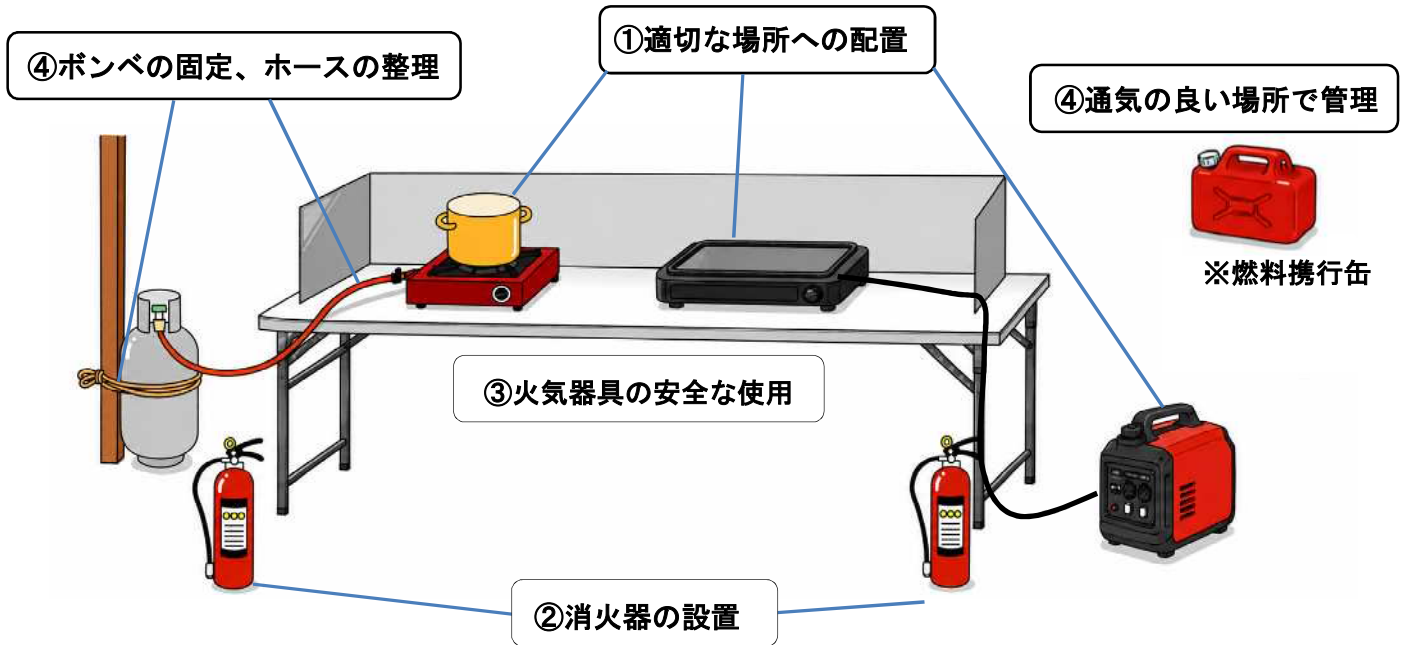 ①適切な場所への配置
④ボンベの固定、ホースの整理
④通気の良い場所で管理
※燃料携行缶
③火気器具の安全な使用
②消火器の設置